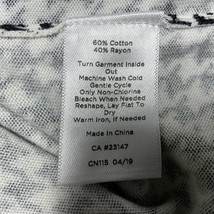 60% Cotton
40% Rayon
Turn Garment Inside
Out
Machine Wash Cold
Gentle Cycle
Only Non-Chlorine
Bleach When Needed
Reshape, Lay Flat To
Dry
Warm Iron, If Needed
Made In China
CA #23147
CN115 04/19